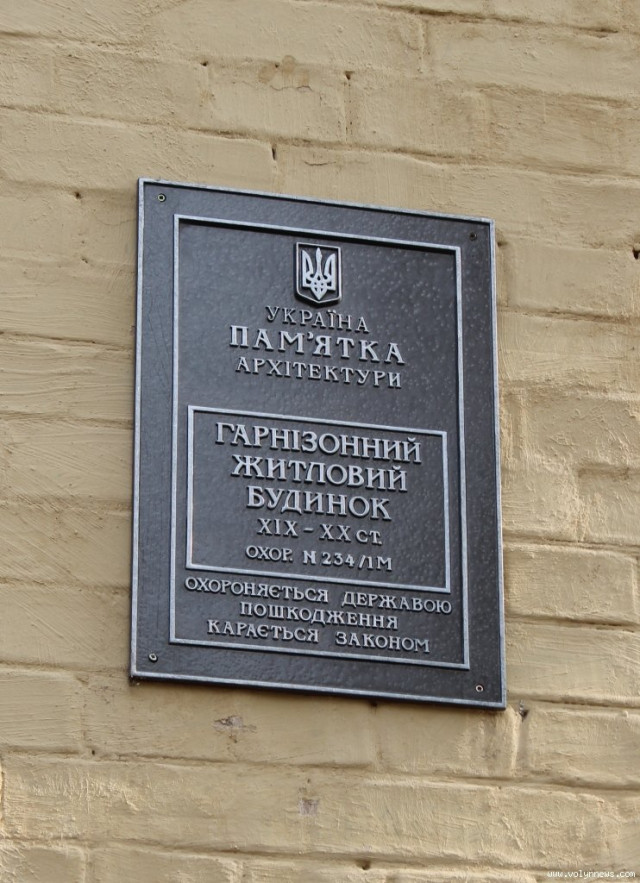 УКРАЇНА
ПАМ'ЯТКА
АРХІТЕКТУРИ
ГАРНІЗОННИЙ
ЖИТЛОВИЙ
БУДИНОК
XIX – XX СТ.
ОХОР. N 234/1М
ОХОРОНЯЄТЬСЯ ДЕРЖАВОЮ
ПОШКОДЖЕННЯ
КАРАЄТЬСЯ ЗАКОНОМ
www.volynnews.com